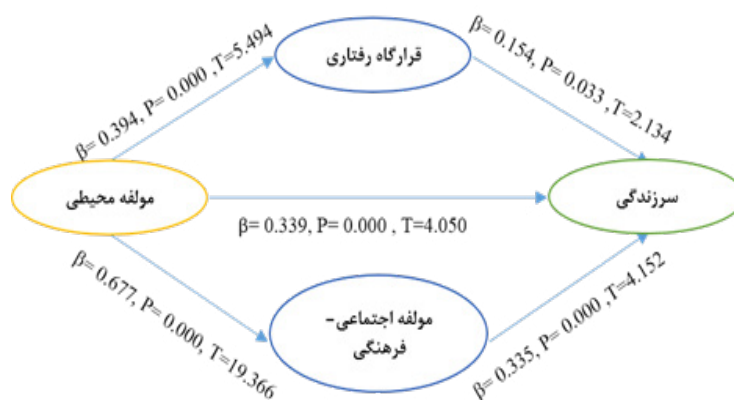 قرارگاه رفتاری
β= 0.394, P= 0.000 ,T=5.494
β= 0.154, P= 0.033 ,T=2.134
مولفه محیطی
سرزندگی
β= 0.339, P= 0.000 , T=4.050
β= 0.677, P=0.000, T=19.366
مولفه اجتماعی-
فرهنگی
β= 0.335, P= 0.000 ,T=4.152